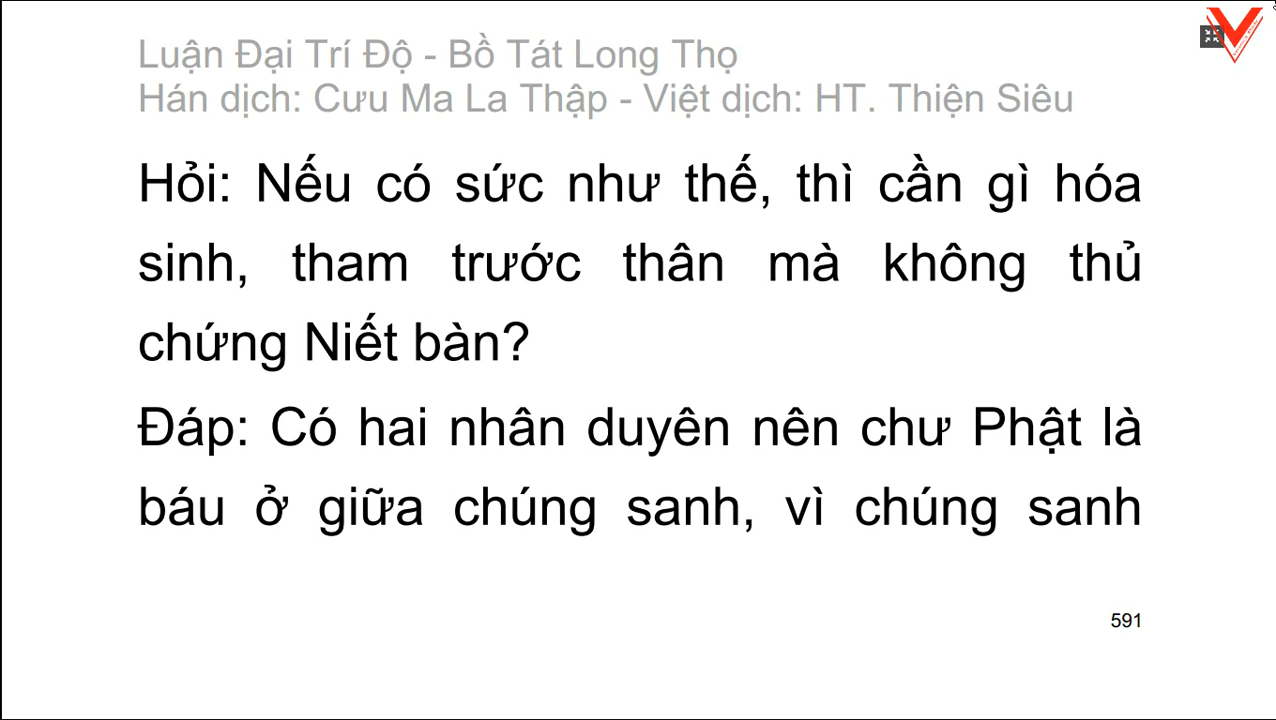 Luận Đại Trí Độ - Bồ Tát Long Thọ
Hán dịch: Cưu Ma La Thập - Việt dịch: HT. Thiện Siêu
Hỏi: Nếu có sức như thế, thì cần gì hóa
sinh, tham trước thân mà không thủ
chứng Niết bàn?
Đáp: Có hai nhân duyên nên chư Phật là
báu ở giữa chúng sanh, vì chúng sanh
591